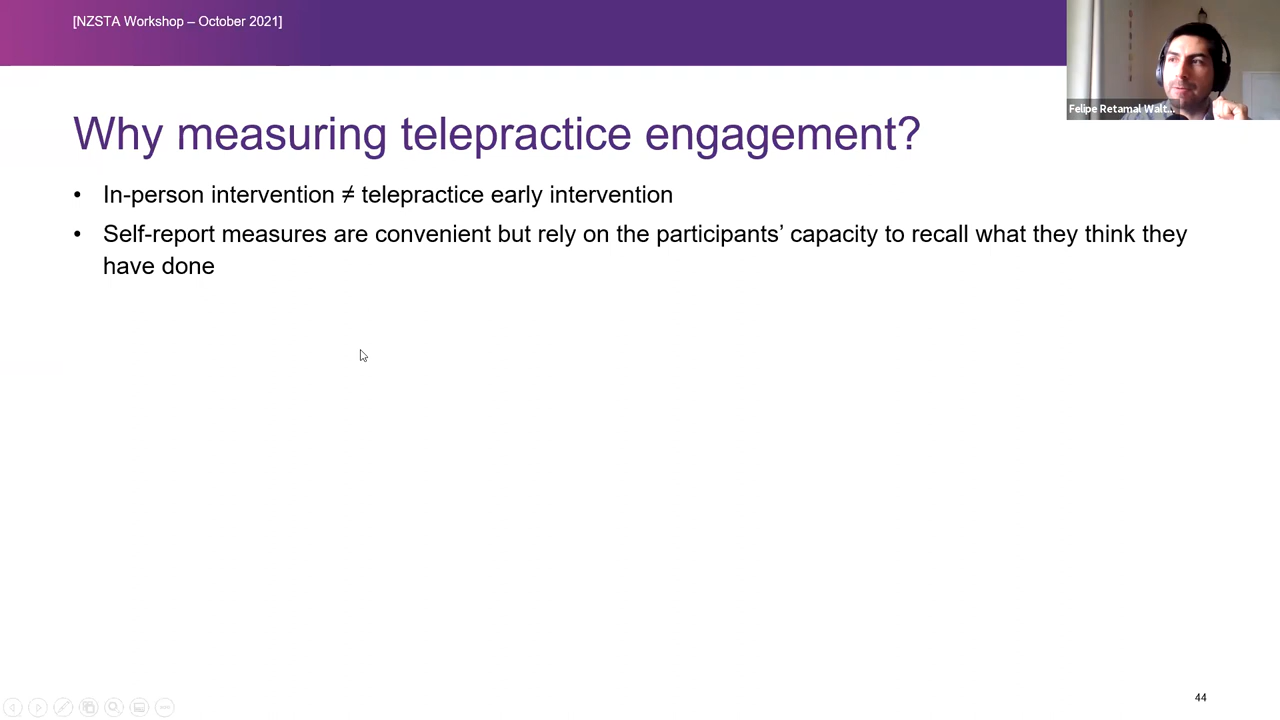 [NZSTA Workshop – October 2021]
Felipe Retamal Walt...
Why measuring telepractice engagement?
• In-person intervention ≠ telepractice early intervention
• Self-report measures are convenient but rely on the participants’ capacity to recall what they think they
have done
44